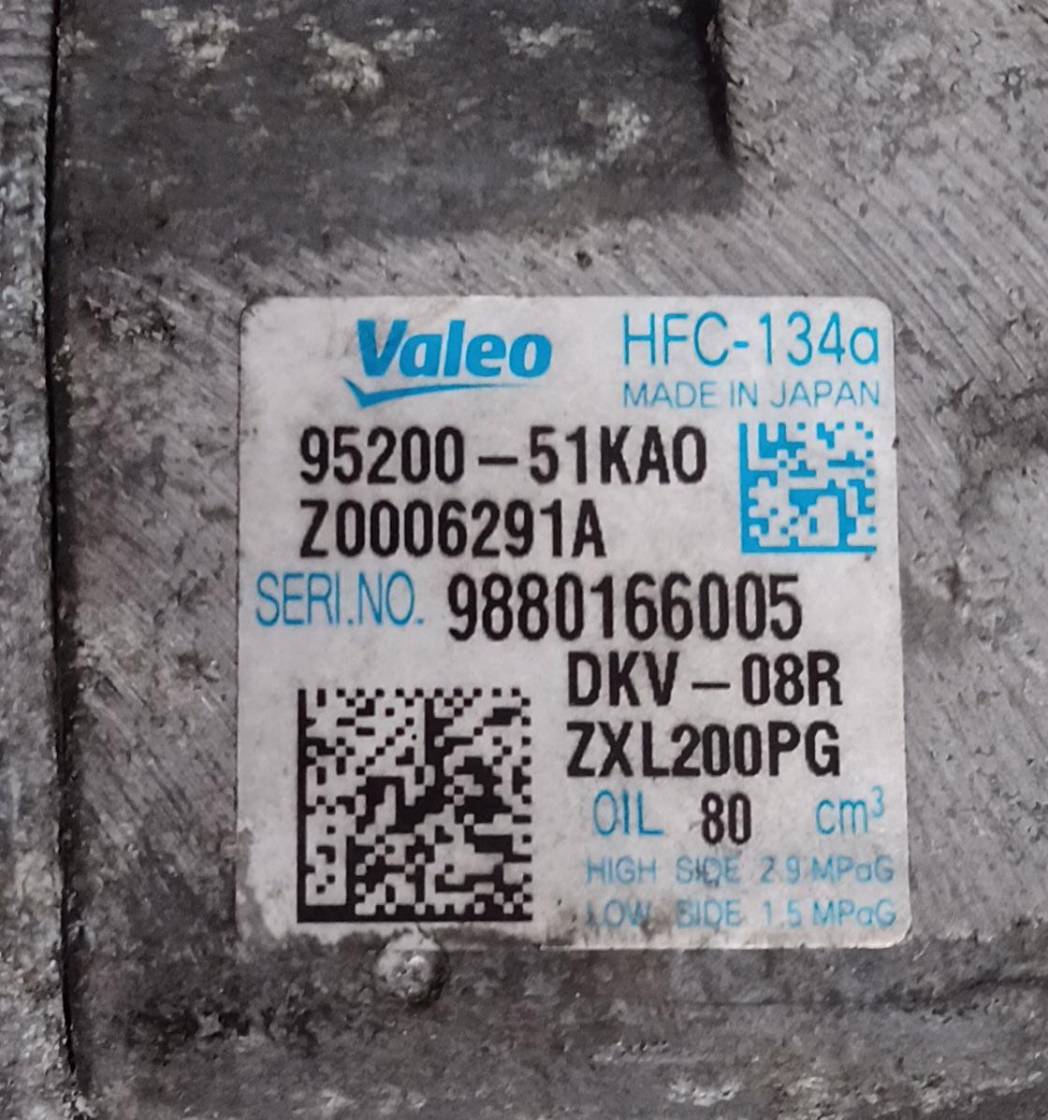 Valeo HFC-134a
MADE IN JAPAN
95200-51KA0
Z0006291A
SERI.NO. 9880166005
DKV-08R
ZXL200PG
OIL 80 cm³
HIGH SIDE 2.9 MPaG
LOW SIDE 1.5 MPaG